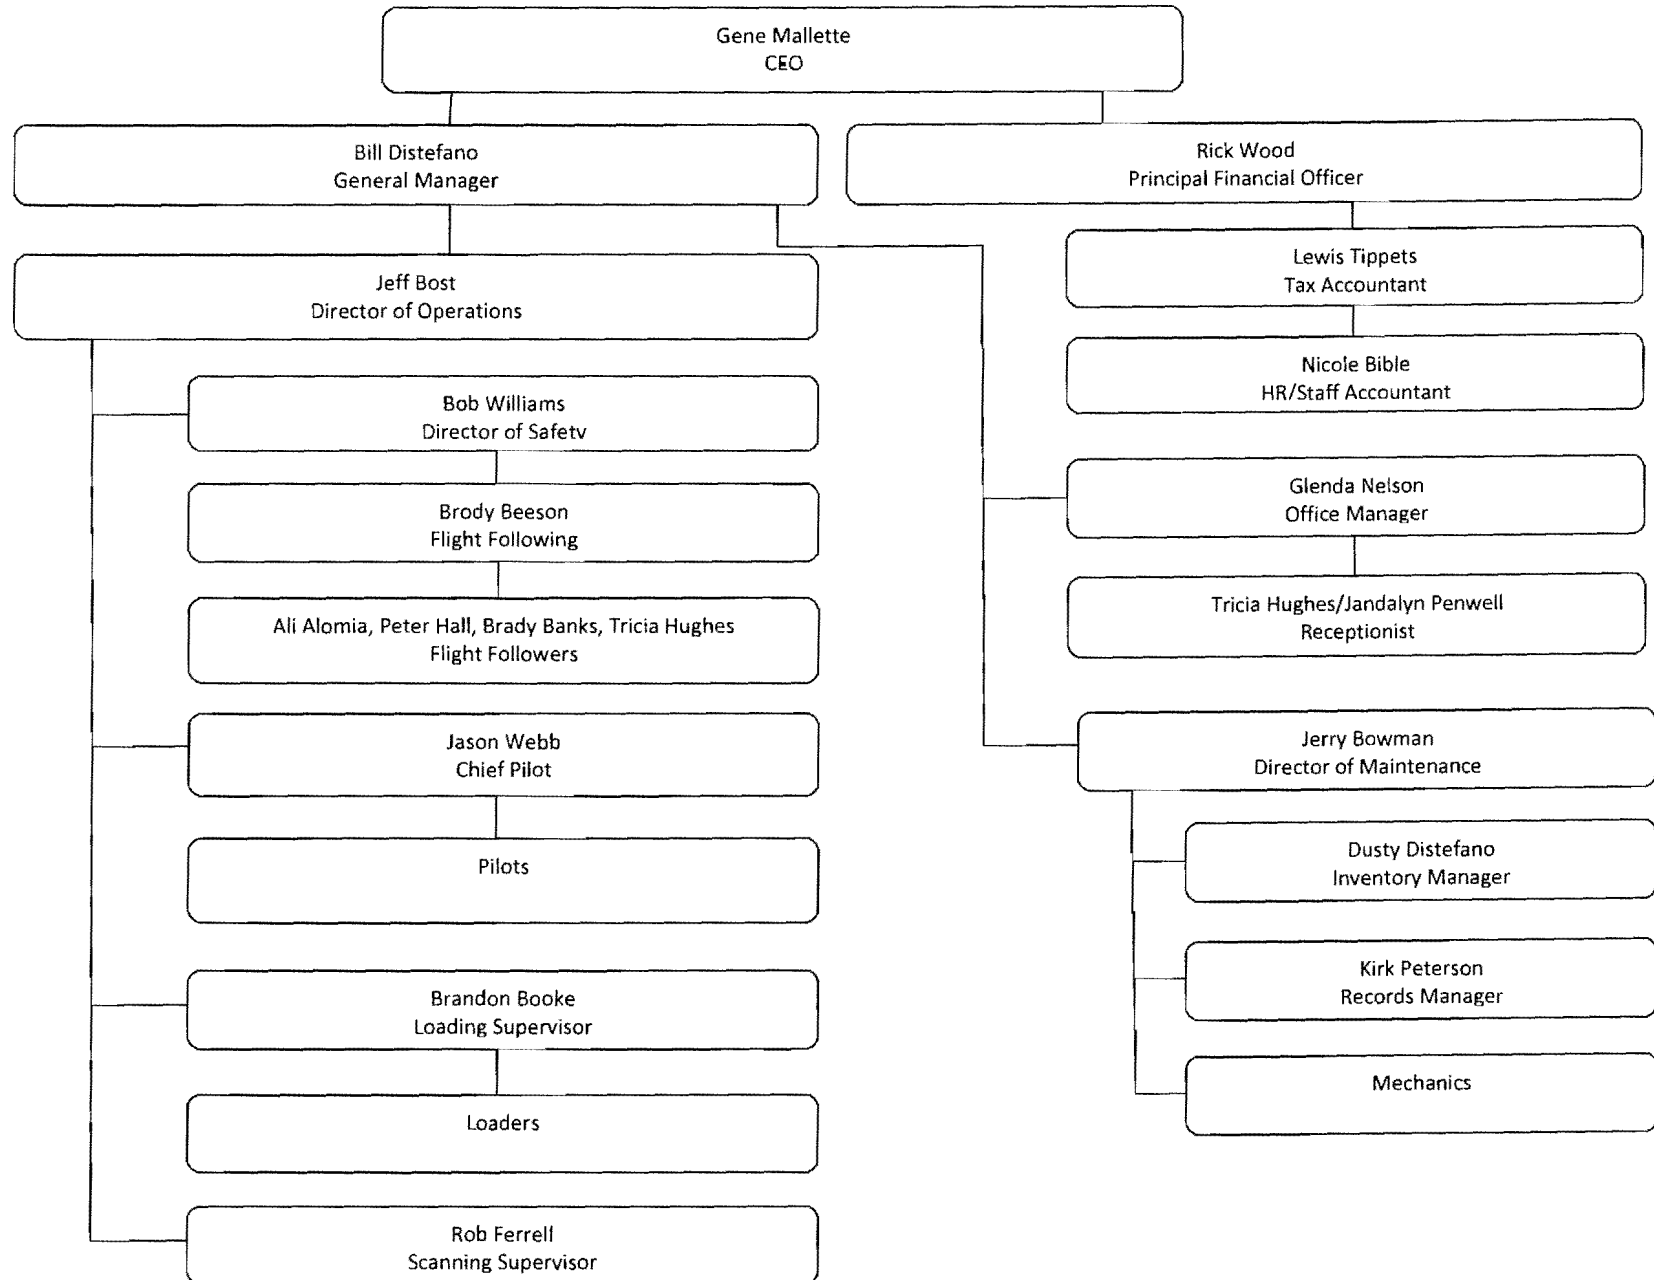 Gene Mallette
CEO
Bill Distefano
General Manager
Rick Wood
Principal Financial Officer
Jeff Bost
Director of Operations
Lewis Tippets
Tax Accountant
Nicole Bible
HR/Staff Accountant
Bob Williams
Director of Safety
Brody Beeson
Flight Following
Ali Alomia, Peter Hall, Brady Banks, Tricia Hughes
Flight Followers
Glenda Nelson
Office Manager
Tricia Hughes/Jandalyn Penwell
Receptionist
Jason Webb
Chief Pilot
Pilots
Jerry Bowman
Director of Maintenance
Dusty Distefano
Inventory Manager
Kirk Peterson
Records Manager
Mechanics
Brandon Booke
Loading Supervisor
Loaders
Rob Ferrell
Scanning Supervisor